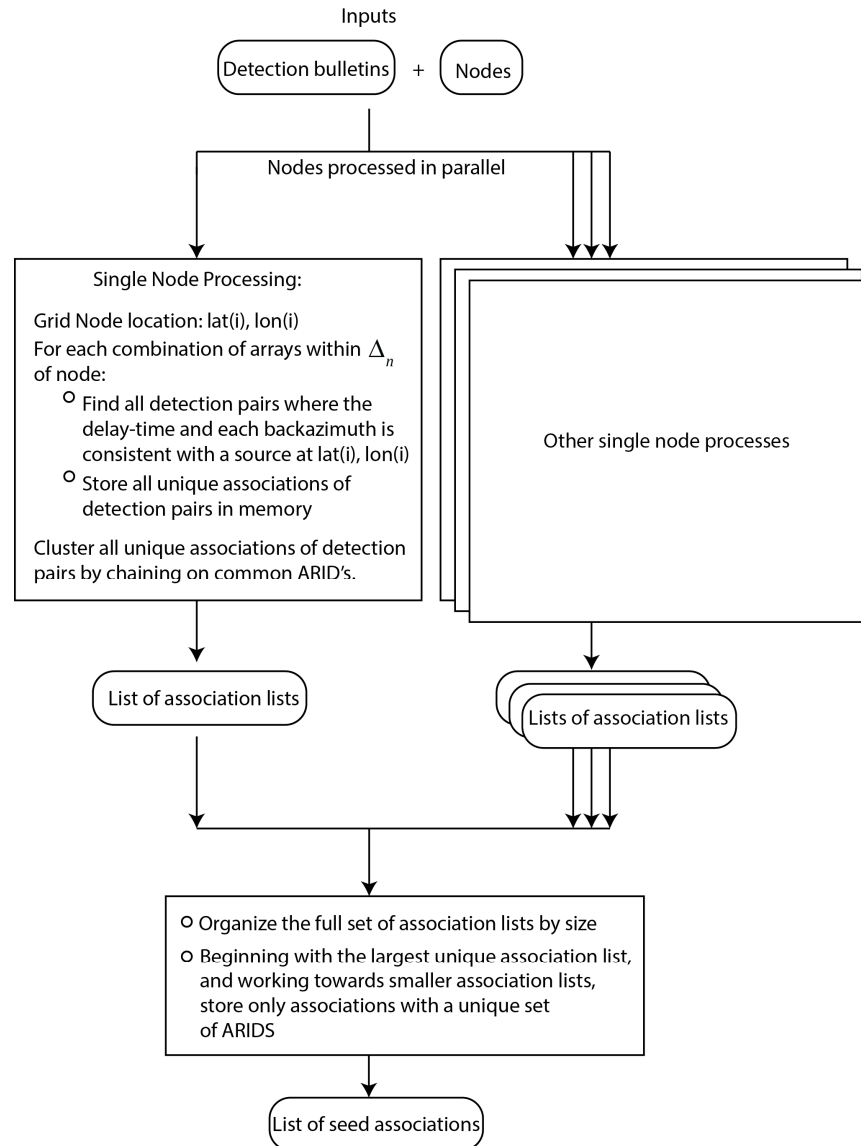 Inputs
Detection bulletins + Nodes
Nodes processed in parallel
Single Node Processing:
Grid Node location: lat(i), lon(i)
For each combination of arrays within Δn
of node:
Find all detection pairs where the
delay-time and each backazimuth is
consistent with a source at lat(i), lon(i)
Store all unique associations of
detection pairs in memory
Cluster all unique associations of detection
pairs by chaining on common ARID's.
Other single node processes
List of association lists
Lists of association lists
Organize the full set of association lists by size
Beginning with the largest unique association list,
and working towards smaller association lists,
store only associations with a unique set
of ARIDS
List of seed associations